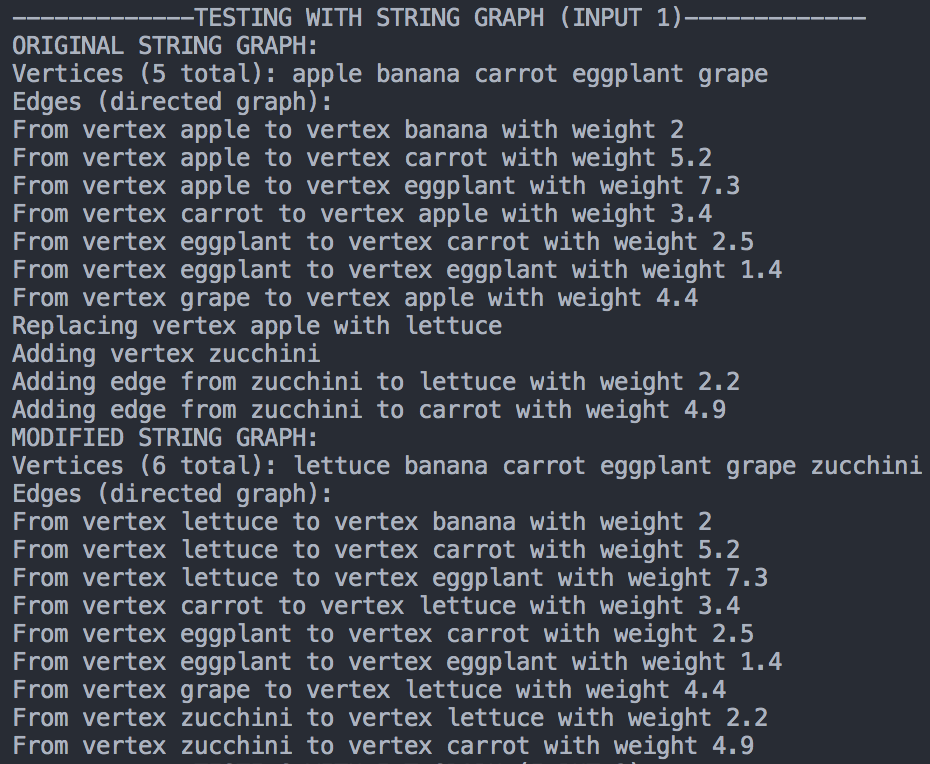 -------------TESTING WITH STRING GRAPH (INPUT 1)-------------
ORIGINAL STRING GRAPH:
Vertices (5 total): apple banana carrot eggplant grape
Edges (directed graph):
From vertex apple to vertex banana with weight 2
From vertex apple to vertex carrot with weight 5.2
From vertex apple to vertex eggplant with weight 7.3
From vertex carrot to vertex apple with weight 3.4
From vertex eggplant to vertex carrot with weight 2.5
From vertex eggplant to vertex eggplant with weight 1.4
From vertex grape to vertex apple with weight 4.4
Replacing vertex apple with lettuce
Adding vertex zucchini
Adding edge from zucchini to lettuce with weight 2.2
Adding edge from zucchini to carrot with weight 4.9
MODIFIED STRING GRAPH:
Vertices (6 total): lettuce banana carrot eggplant grape zucchini
Edges (directed graph):
From vertex lettuce to vertex banana with weight 2
From vertex lettuce to vertex carrot with weight 5.2
From vertex lettuce to vertex eggplant with weight 7.3
From vertex carrot to vertex lettuce with weight 3.4
From vertex eggplant to vertex carrot with weight 2.5
From vertex eggplant to vertex eggplant with weight 1.4
From vertex grape to vertex lettuce with weight 4.4
From vertex zucchini to vertex lettuce with weight 2.2
From vertex zucchini to vertex carrot with weight 4.9